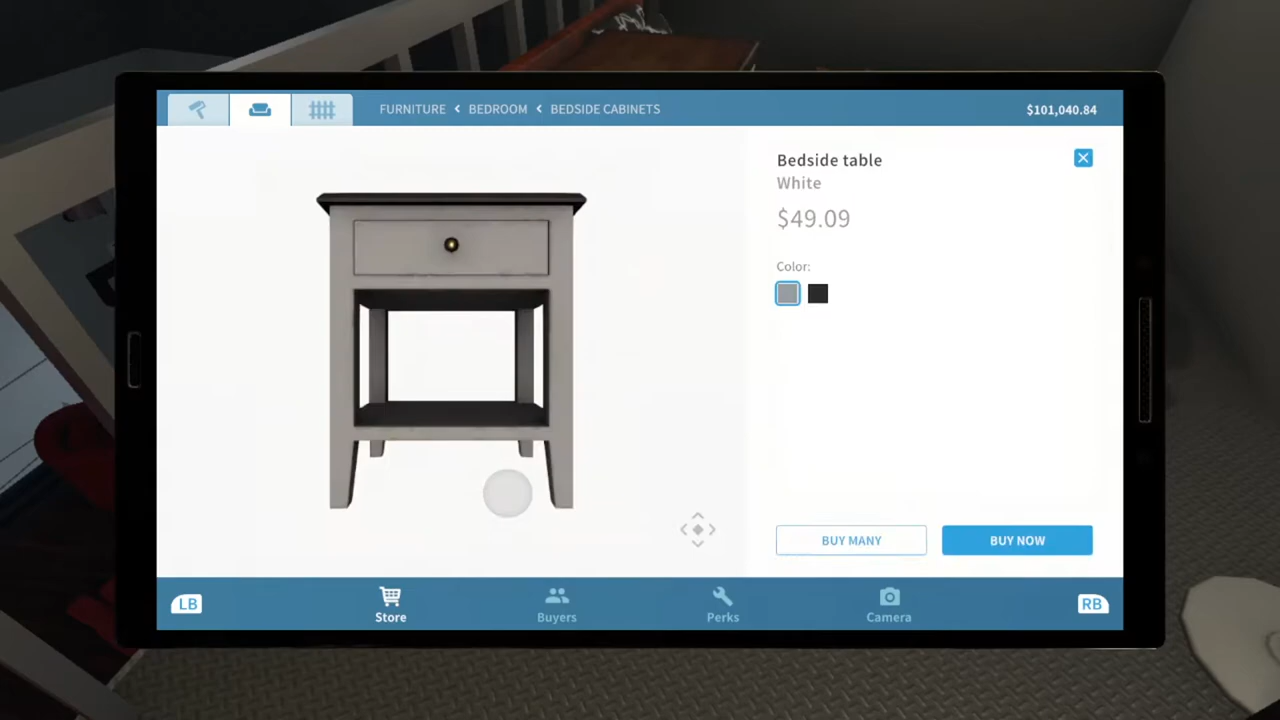 FURNITURE < BEDROOM < BEDSIDE CABINETS
$101,040.84
Bedside table
White
$49.09
Color:
BUY MANY
BUY NOW
LB
Store
Buyers
Perks
Camera
RB